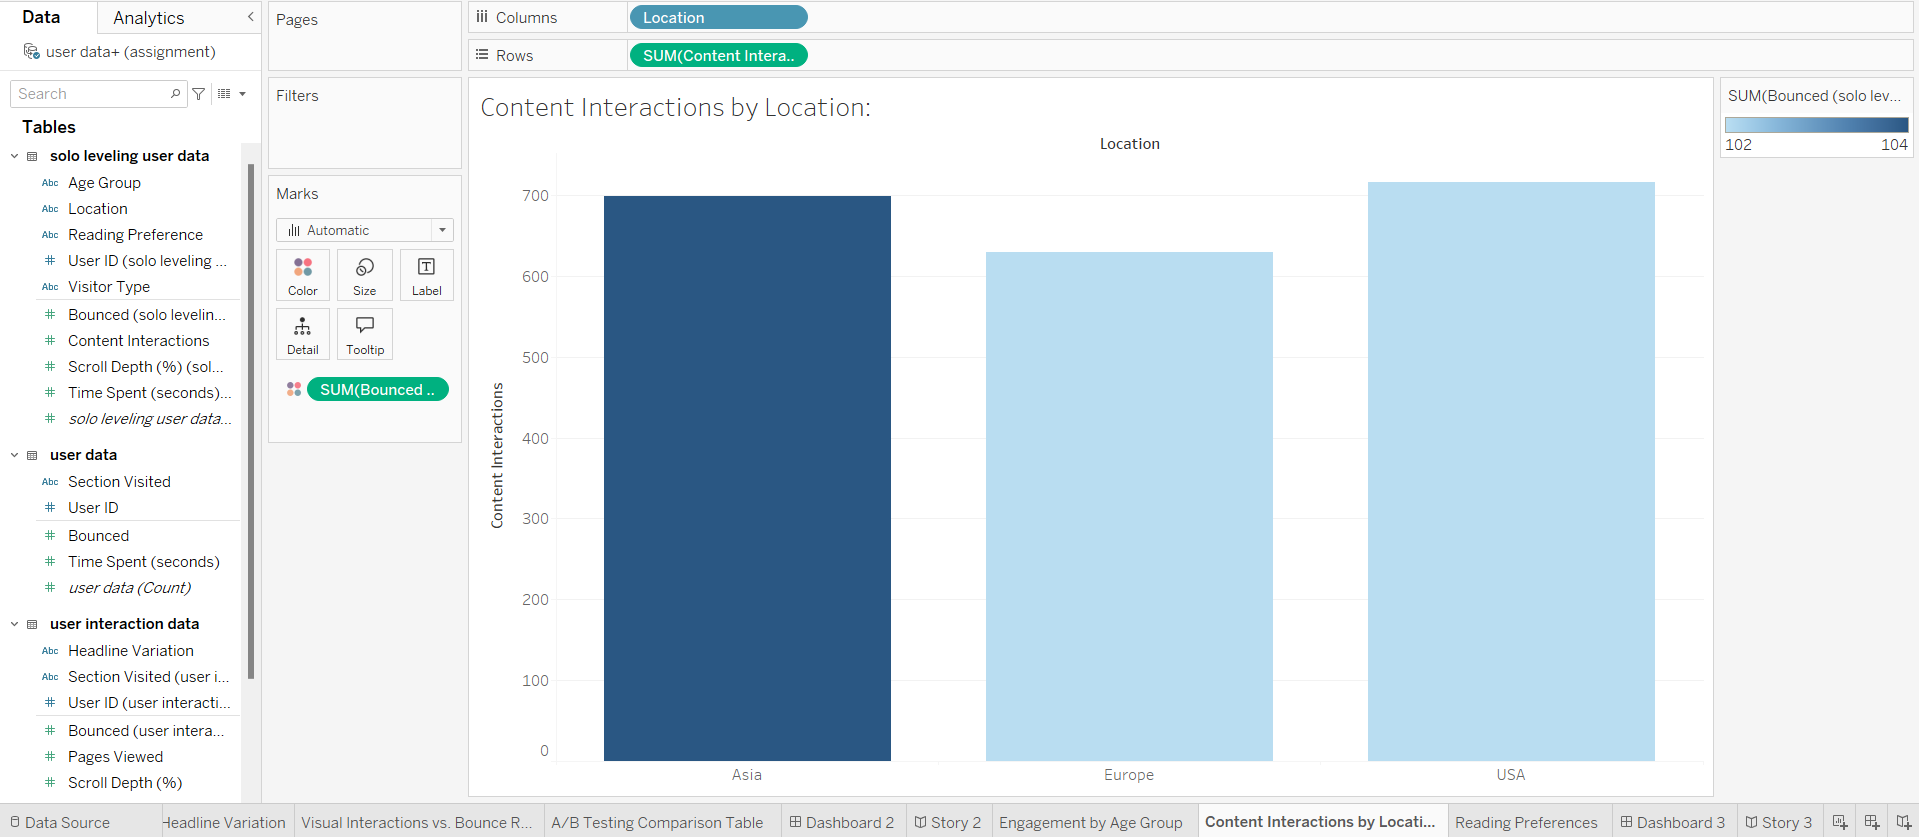 Data
Analytics
user data+ (assignment)
Search
Tables
solo leveling user data
Abc Age Group
Abc Location
Abc Reading Preference
# User ID (solo leveling ...
Abc Visitor Type
# Bounced (solo levelin...
# Content Interactions
# Scroll Depth (%) (sol...
# Time Spent (seconds)...
# solo leveling user data...
user data
Abc Section Visited
# User ID
# Bounced
# Time Spent (seconds)
# user data (Count)
user interaction data
Abc Headline Variation
Abc Section Visited (user i...
# User ID (user interacti...
# Bounced (user intera...
# Pages Viewed
# Scroll Depth (%)
Pages
Filters
Marks
Automatic
Color
Size
Label
Detail
Tooltip
SUM(Bounced ..
Columns
Location
Rows
SUM(Content Intera..
Content Interactions by Location:
Location
Content Interactions
700
600
500
400
300
200
100
0
Asia
Europe
USA
SUM(Bounced (solo lev...
102
104
Data Source
Headline Variation
Visual Interactions vs. Bounce R...
A/B Testing Comparison Table
Dashboard 2
Story 2
Engagement by Age Group
Content Interactions by Locati...
Reading Preferences
Dashboard 3
Story 3